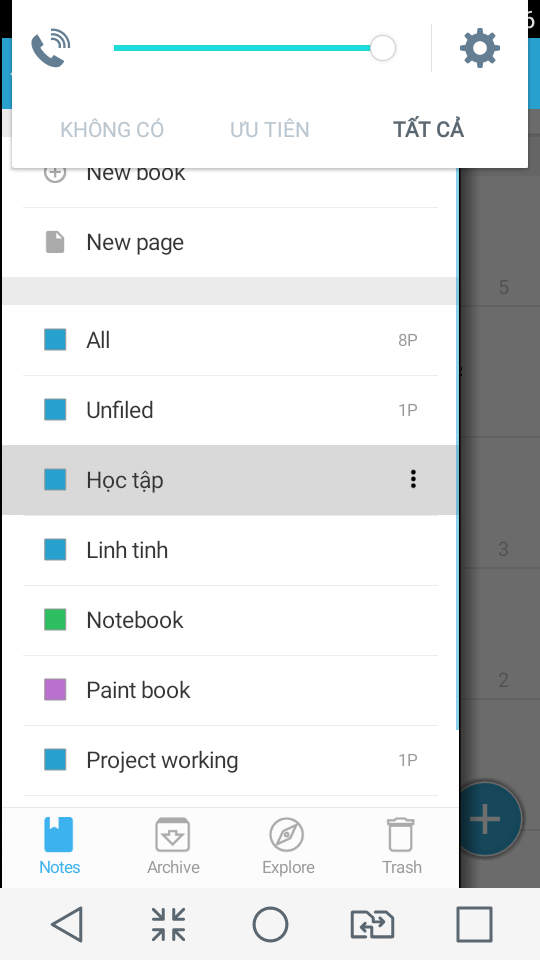 KHÔNG CÓ ƯU TIÊN TẤT CẢ
New book
New page
5
All 8P
Unfiled 1P
Học tập
Linh tinh
3
Notebook
Paint book
2
Project working 1P
Notes Archive Explore Trash